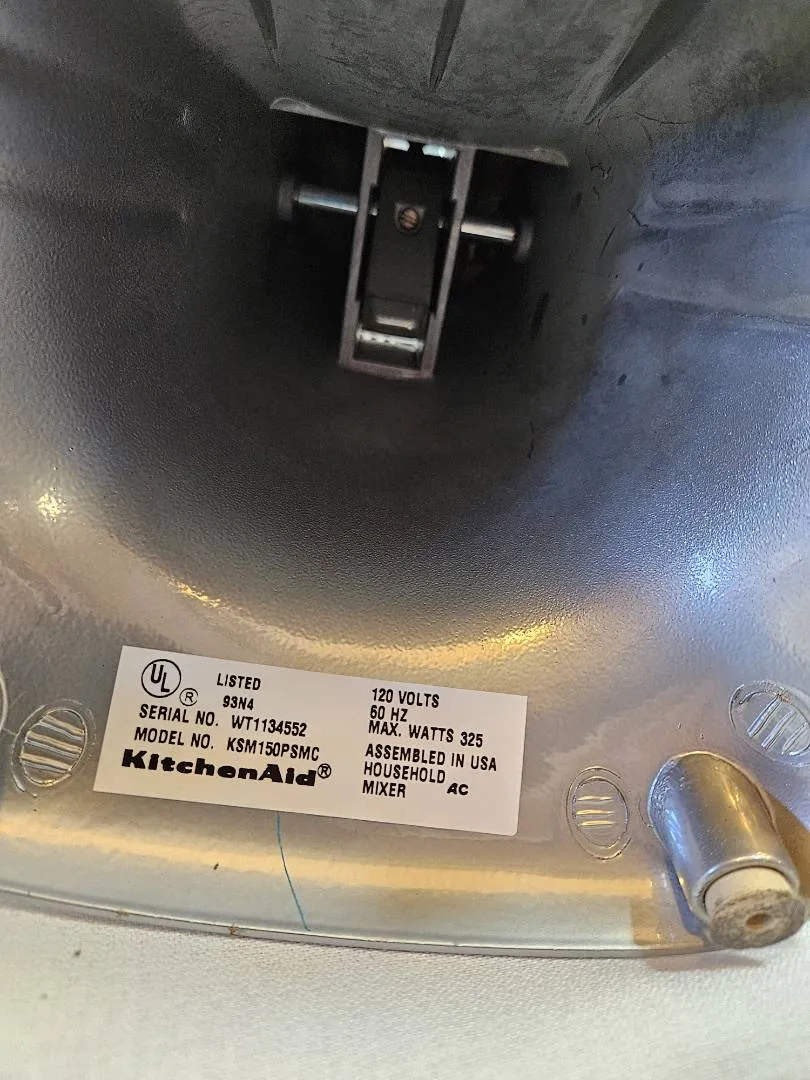 UL ® LISTED
93N4
SERIAL NO. WT1134552
MODEL NO. KSM150PSMC
KitchenAid®
120 VOLTS
60 HZ
MAX. WATTS 325
ASSEMBLED IN USA
HOUSEHOLD
MIXER AC